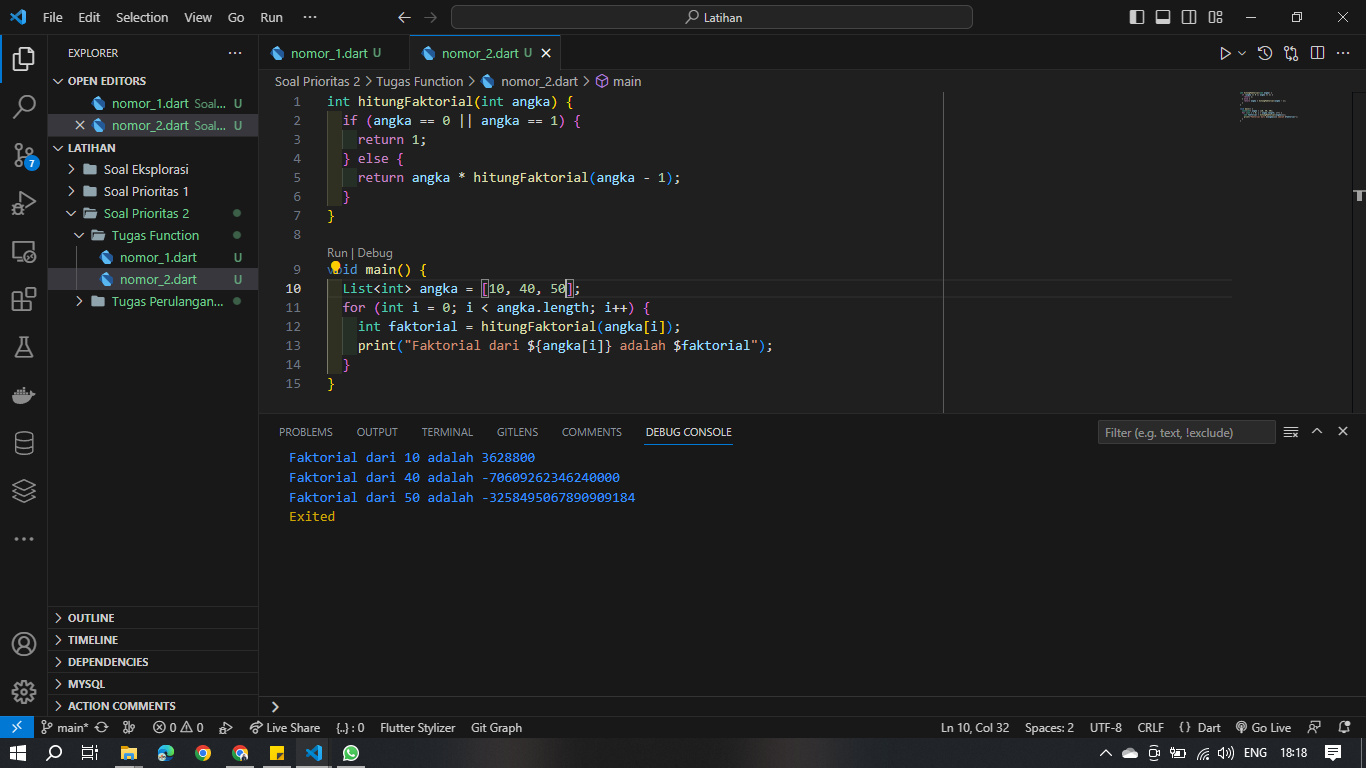 File Edit Selection View Go Run ··· Latihan
EXPLORER ···
OPEN EDITORS
nomor_1.dart Soal... U
nomor_2.dart Soal... U
LATIHAN
Soal Eksplorasi
Soal Prioritas 1
Soal Prioritas 2
Tugas Function
nomor_1.dart U
nomor_2.dart U
Tugas Perulangan...
OUTLINE
TIMELINE
DEPENDENCIES
MYSQL
ACTION COMMENTS
7
nomor_1.dart U nomor_2.dart U
Soal Prioritas 2 > Tugas Function > nomor_2.dart > main
1 int hitungFaktorial(int angka) {
2 if (angka == 0 || angka == 1) {
3 return 1;
4 } else {
5 return angka * hitungFaktorial(angka - 1);
6 }
7 }
8
Run | Debug
9 void main() {
10 List<int> angka = [10, 40, 50];
11 for (int i = 0; i < angka.length; i++) {
12 int faktorial = hitungFaktorial(angka[i]);
13 print("Faktorial dari ${angka[i]} adalah $faktorial");
14 }
15 }
PROBLEMS OUTPUT TERMINAL GITLENS COMMENTS DEBUG CONSOLE Filter (e.g. text, !exclude)
Faktorial dari 10 adalah 3628800
Faktorial dari 40 adalah -70609262346240000
Faktorial dari 50 adalah -3258495067890909184
Exited
main* 0 0 Live Share {..} : 0 Flutter Stylizer Git Graph Ln 10, Col 32 Spaces: 2 UTF-8 CRLF {} Dart Go Live
ENG 18:18